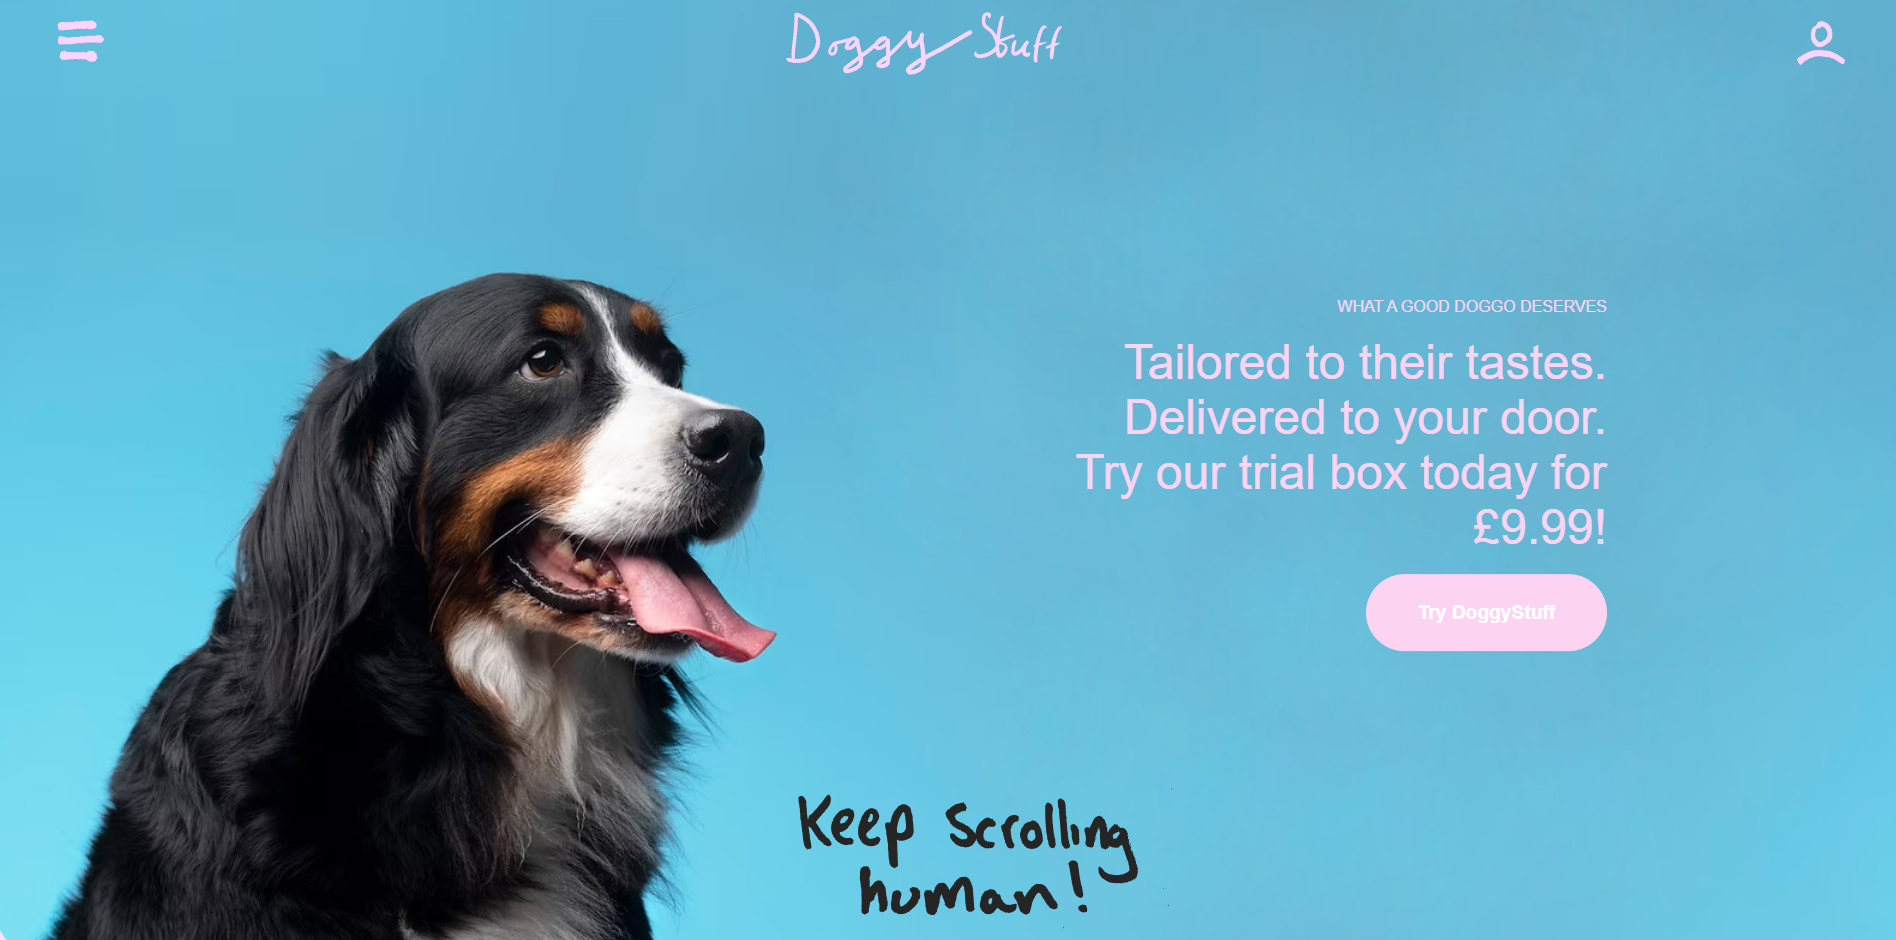 Doggy Stuff
WHAT A GOOD DOGGO DESERVES
Tailored to their tastes.
Delivered to your door.
Try our trial box today for
£9.99!
Try DoggyStuff
Keep Scrolling
human!